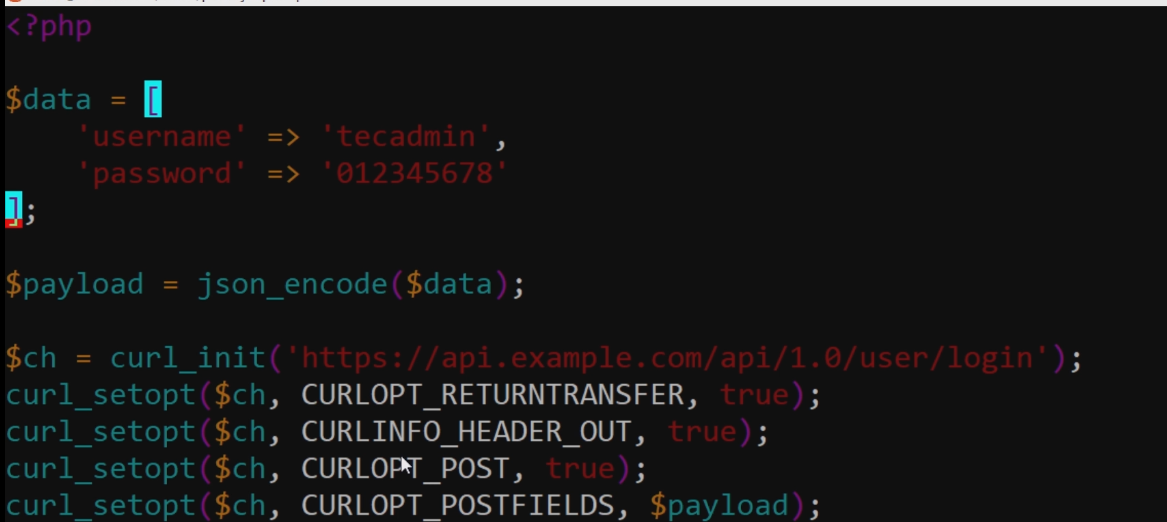 <?php
$data = [
    'username' => 'tecadmin',
    'password' => '012345678'
];
$payload = json_encode($data);
$ch = curl_init('https://api.example.com/api/1.0/user/login');
curl_setopt($ch, CURLOPT_RETURNTRANSFER, true);
curl_setopt($ch, CURLINFO_HEADER_OUT, true);
curl_setopt($ch, CURLOPT_POST, true);
curl_setopt($ch, CURLOPT_POSTFIELDS, $payload);